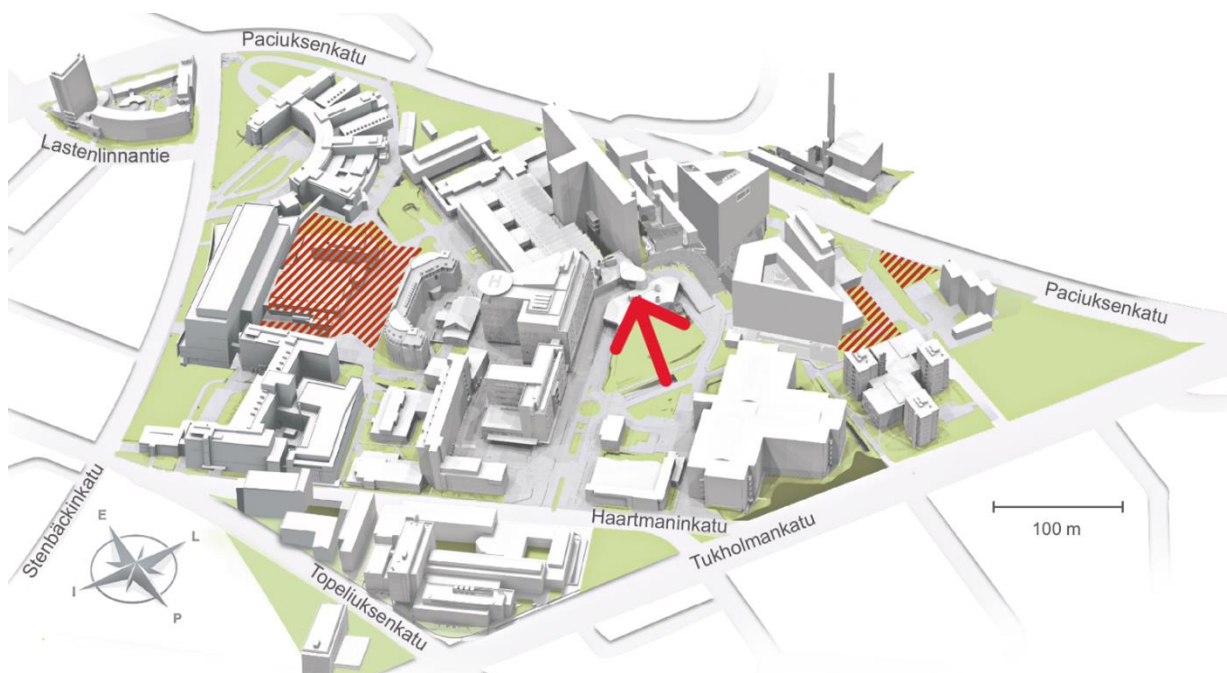 Paciuksenkatu
Lastenlinnantie
H
Paciuksenkatu
Haartmaninkatu
Tukholmankatu
100 m
Stenbäckinkatu
Topeliuksenkatu
E
L
I
P